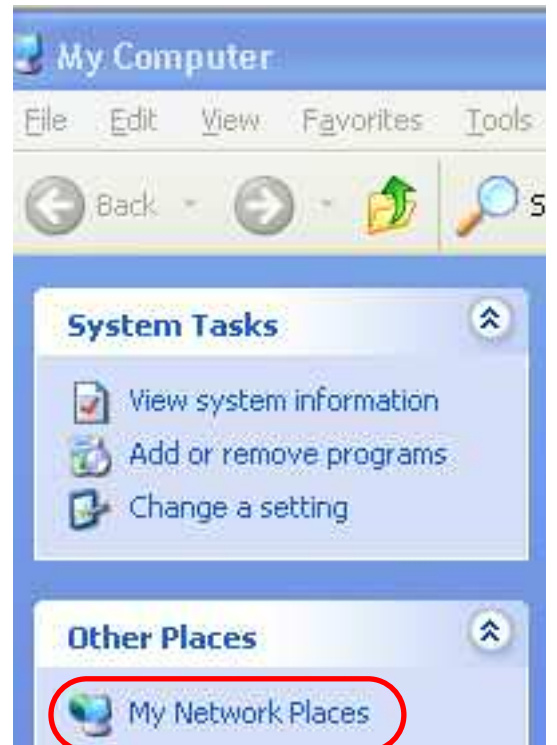 My Computer
File Edit View Favorites Tools
Back S
System Tasks
View system information
Add or remove programs
Change a setting
Other Places
My Network Places